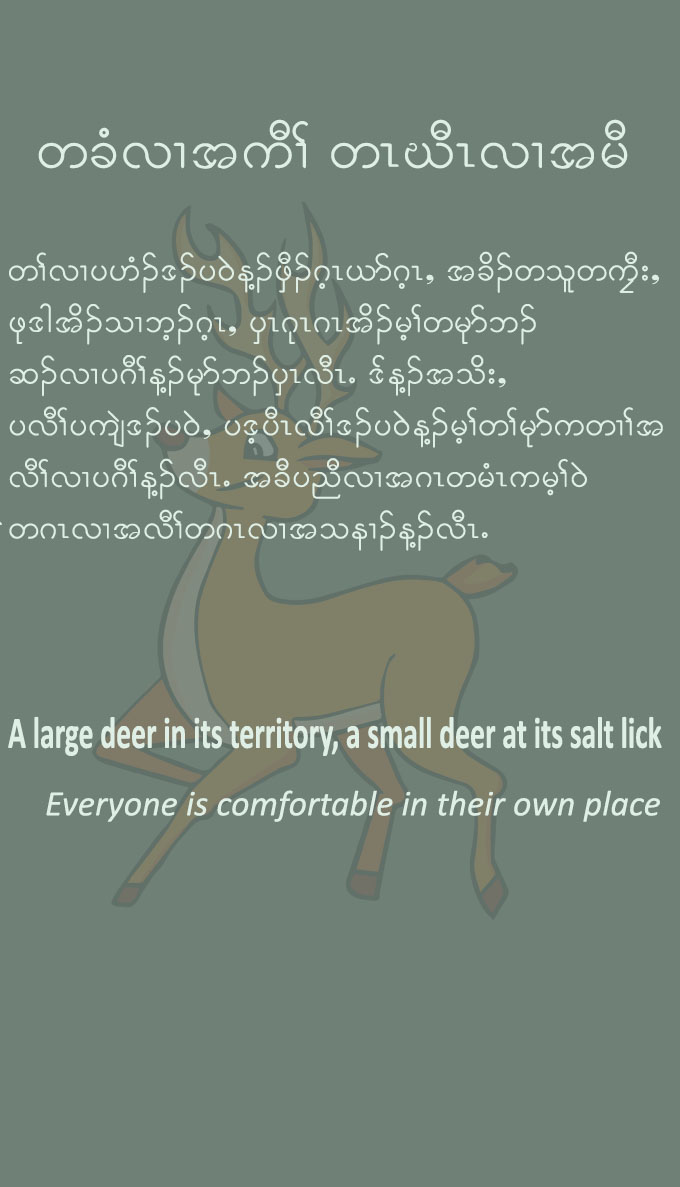 တခံလၢအကီၢ် တၤဃီၤလၢအမီ
တၢ်လၢပဟံၣ်ဒၣ်ပဝဲန့ၣ်ဖှီၣ်ဂ့ၤယာ်ဂ့ၤ, အခိၣ်တသူတကၠီး,
ဖုဒါအိၣ်သၢဘ့ၣ်ဂ့ၤ, ပှၤဂုၤဂၤအိၣ်မ့ၢ်တမုာ်ဘၣ်
ဆၣ်လၢပဂီၢ်န့ၣ်မုာ်ဘၣ်ပှၤလီၤ. ဒ်န့ၣ်အသိး,
ပလီၢ်ပကျဲဒၣ်ပဝဲ, ပဒ့ပီၤလီၢ်ဒၣ်ပဝဲန့ၣ်မ့ၢ်တၢ်မုာ်ကတၢၢ်အ
လီၢ်လၢပဂီၢ်န့ၣ်လီၤ. အခီပညီလၢအဂၤတမံၤကမ့ၢ်ဝဲ
တဂၤလၢအလီၢ်တဂၤလၢအသနၢၣ်န့ၣ်လီၤ.
A large deer in its territory, a small deer at its salt lick
Everyone is comfortable in their own place